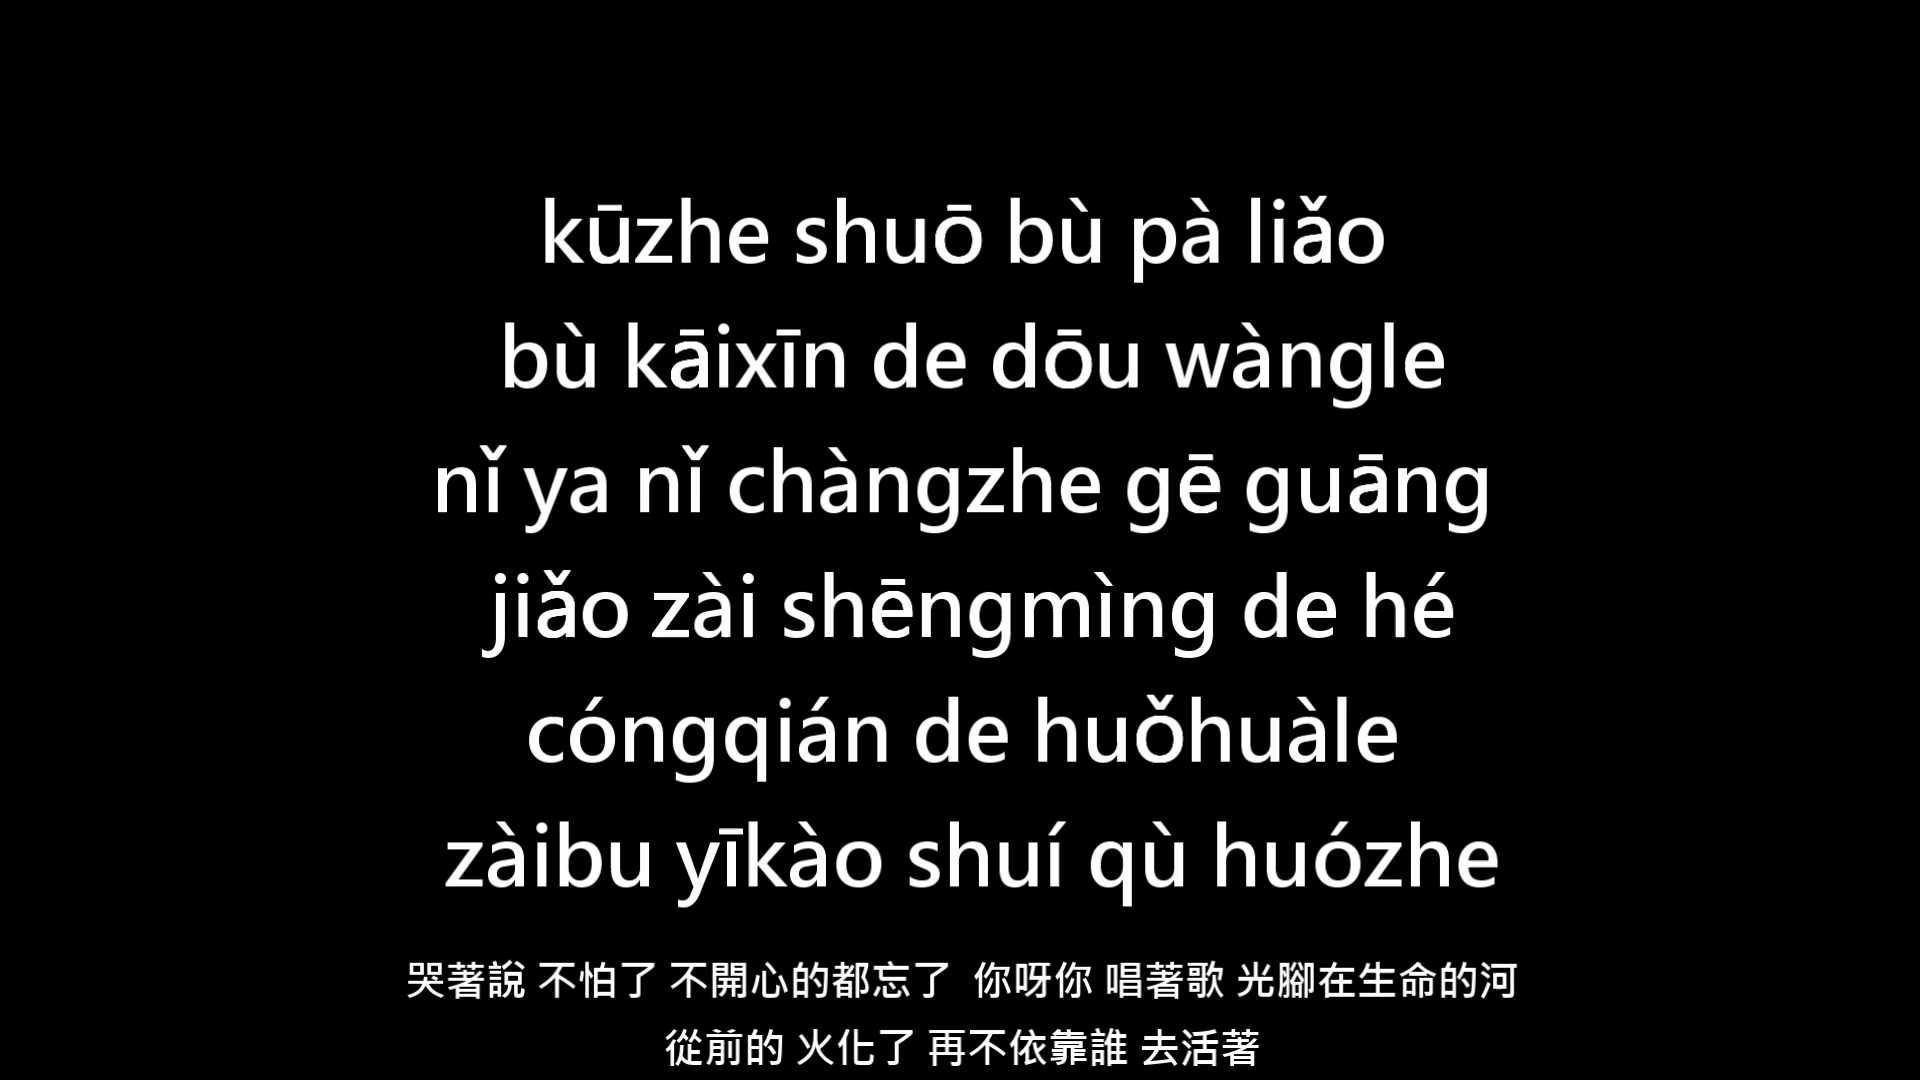 kūzhe shuō bù pà liǎo
bù kāixīn de dōu wàngle
nǐ ya nǐ chàngzhe gē guāng
jiǎo zài shēngmìng de hé
cóngqián de huǒhuàle
zàibu yīkào shuí qù huózhe
哭著說 不怕了 不開心的都忘了 你呀你 唱著歌 光腳在生命的河
從前的 火化了 再不依靠誰 去活著